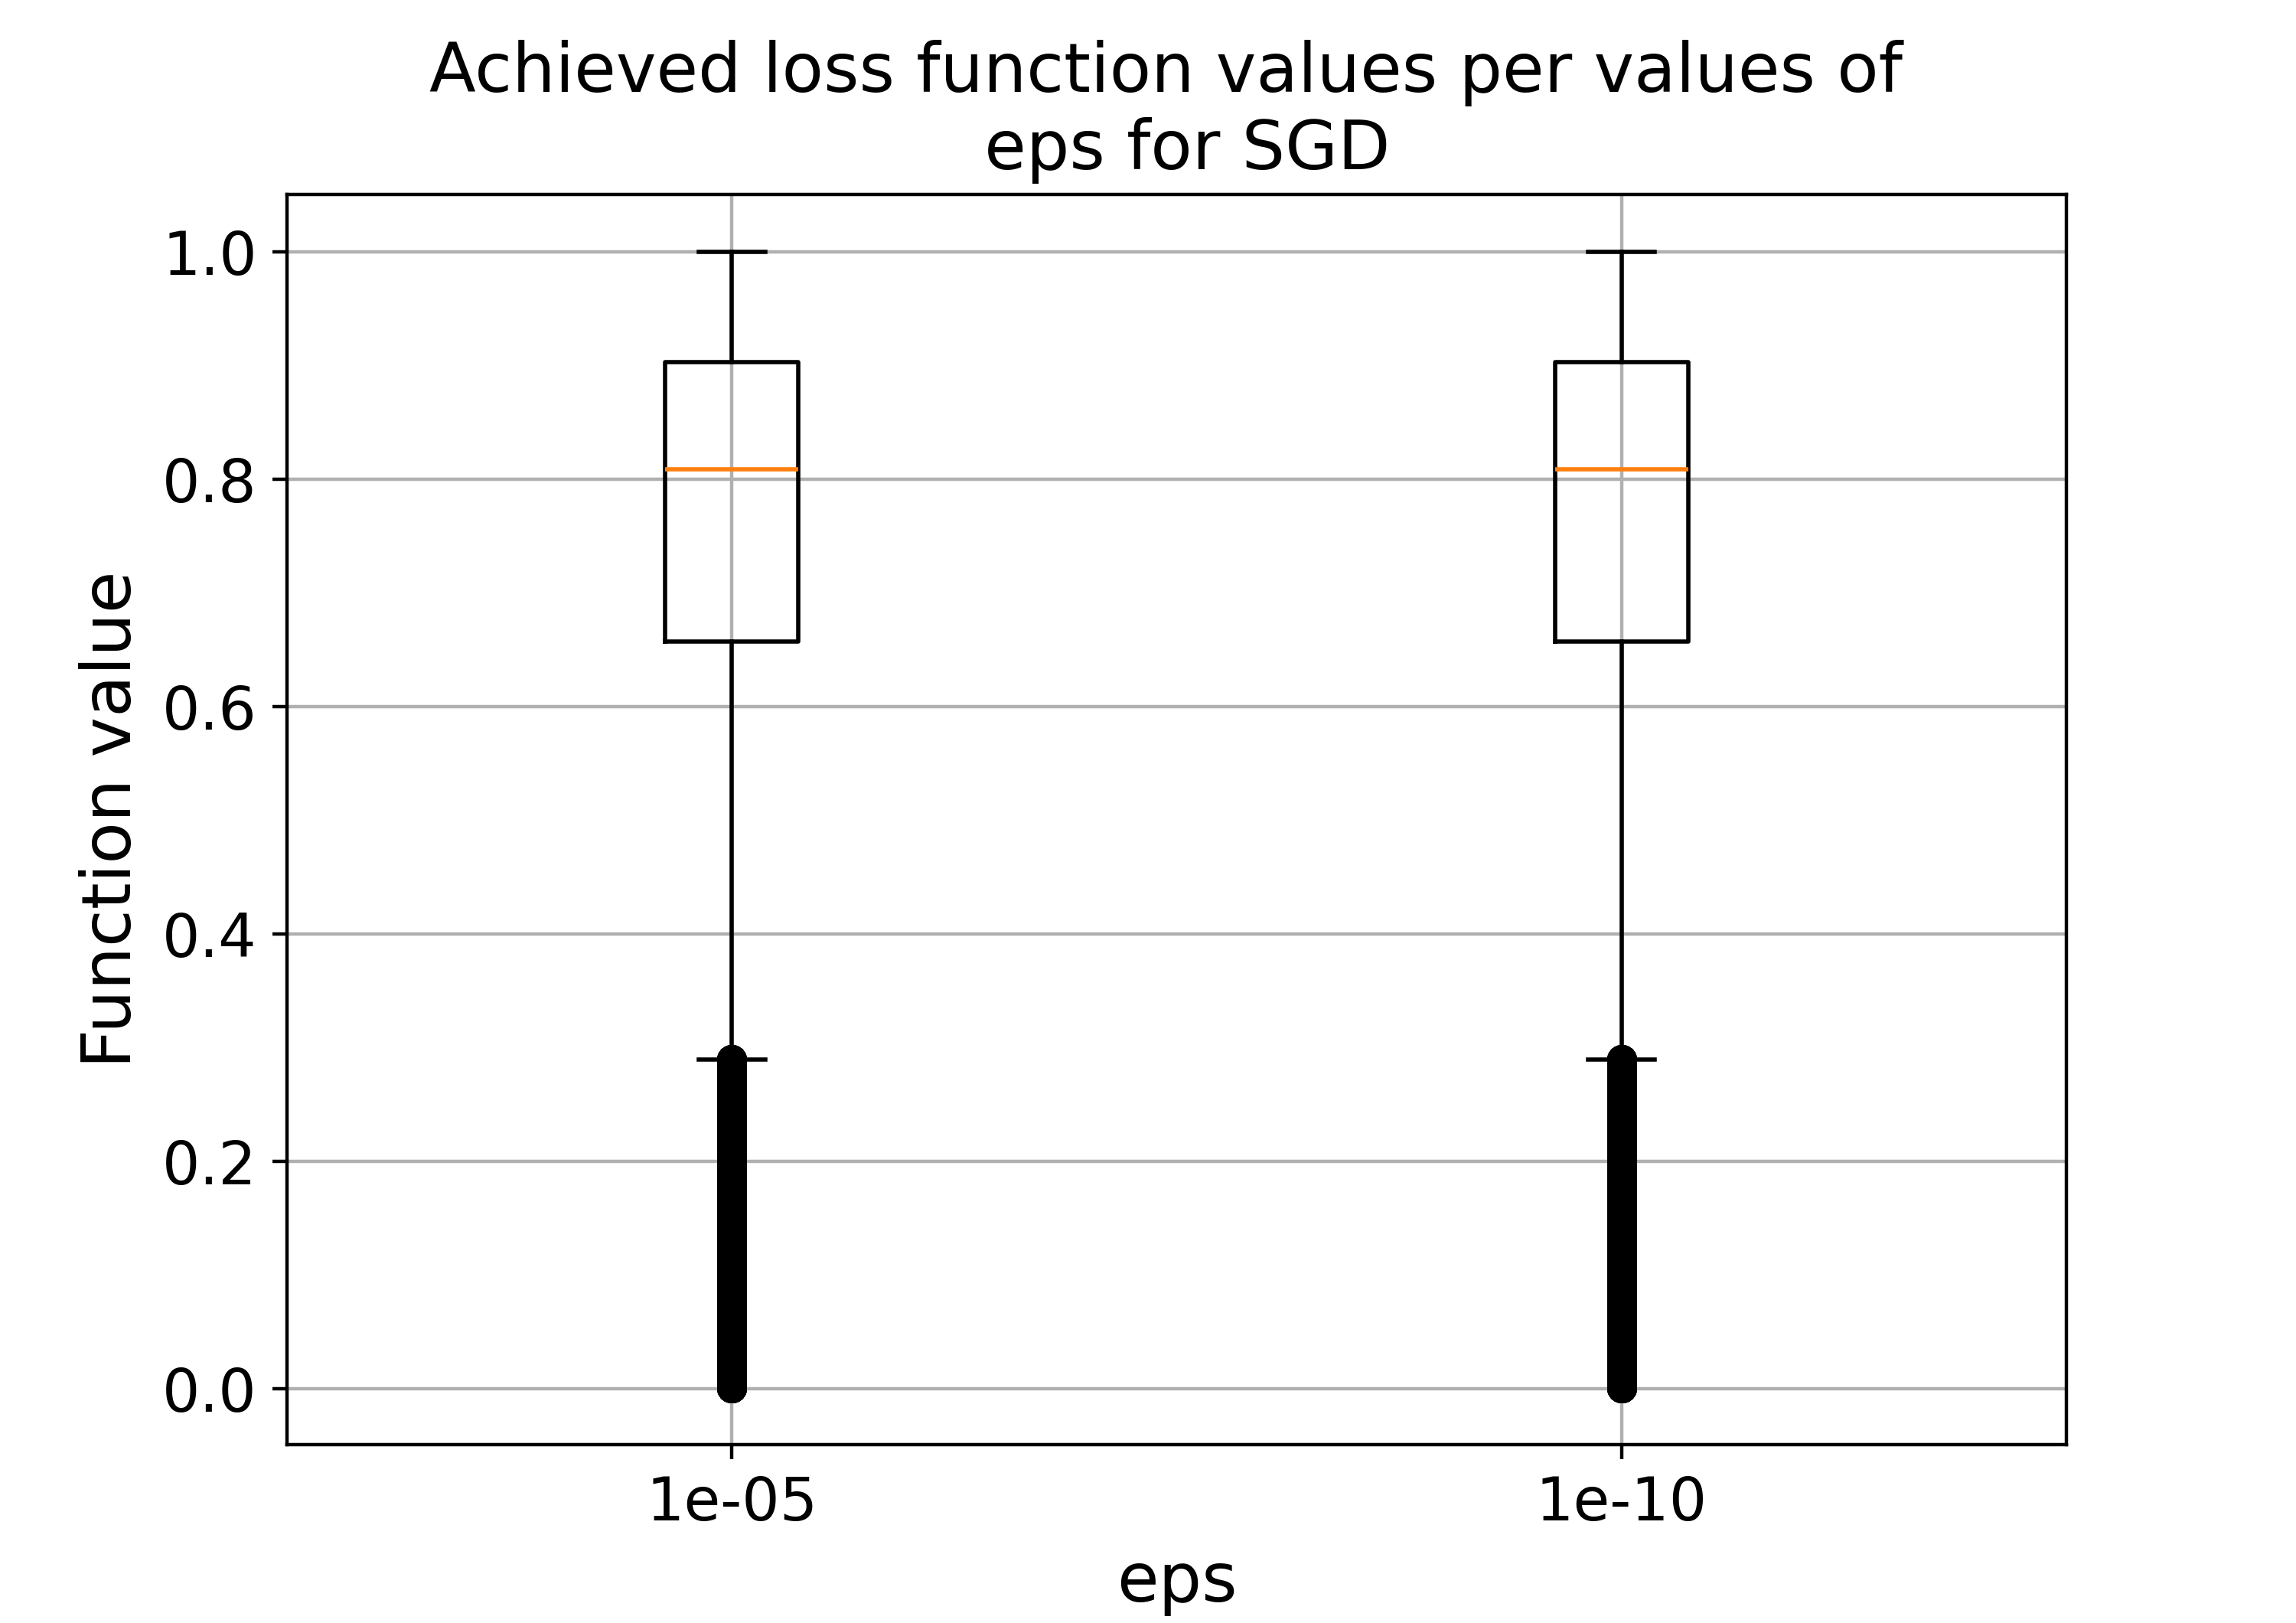 Achieved loss function values per values of
eps for SGD
Function value
1.0
0.8
0.6
0.4
0.2
0.0
1e-05
1e-10
eps